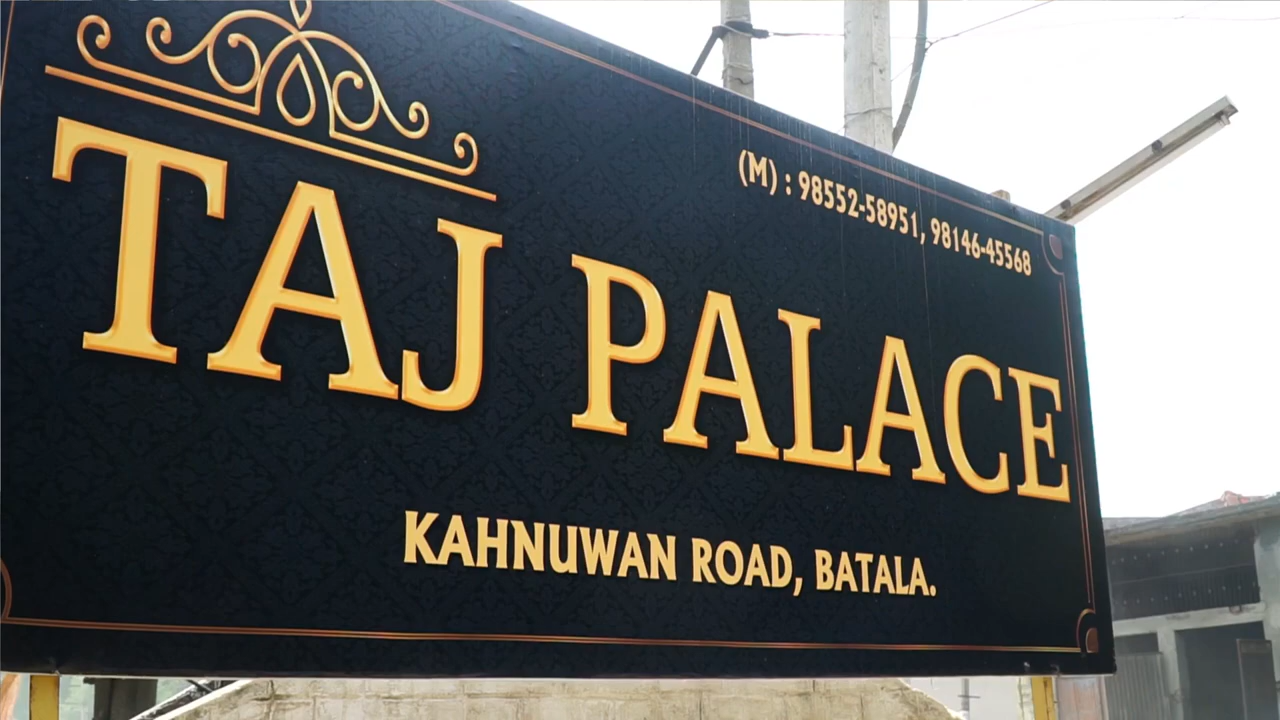 (M) : 98552-58951, 98146-45568
TAJ PALACE
KAHNUWAN ROAD, BATALA.